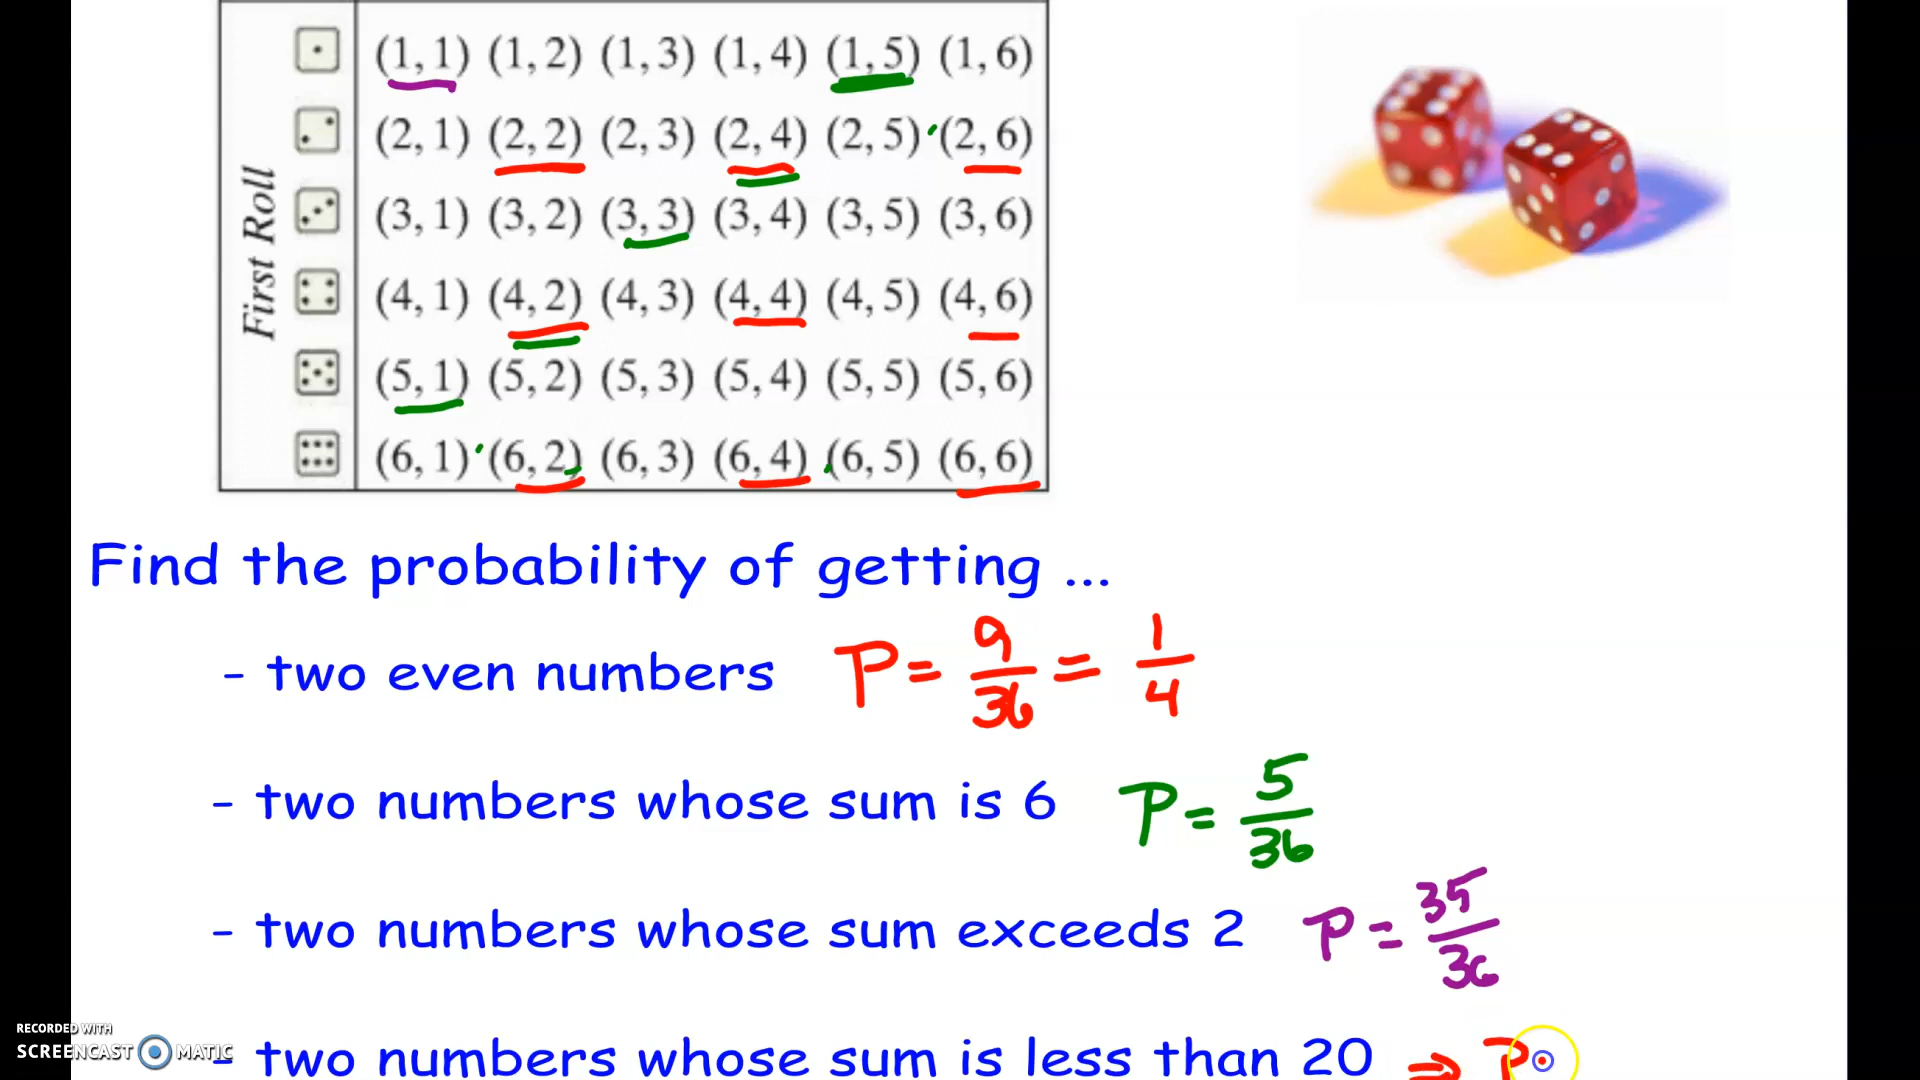 First Roll
(1, 1) (1, 2) (1, 3) (1, 4) (1, 5) (1, 6)
(2, 1) (2, 2) (2, 3) (2, 4) (2, 5) (2, 6)
(3, 1) (3, 2) (3, 3) (3, 4) (3, 5) (3, 6)
(4, 1) (4, 2) (4, 3) (4, 4) (4, 5) (4, 6)
(5, 1) (5, 2) (5, 3) (5, 4) (5, 5) (5, 6)
(6, 1) (6, 2) (6, 3) (6, 4) (6, 5) (6, 6)
Find the probability of getting ...
- two even numbers P = 9/36 = 1/4
- two numbers whose sum is 6 P = 5/36
- two numbers whose sum exceeds 2 P = 35/36
- two numbers whose sum is less than 20 ⇒ P
RECORDED WITH
SCREENCAST MATIC